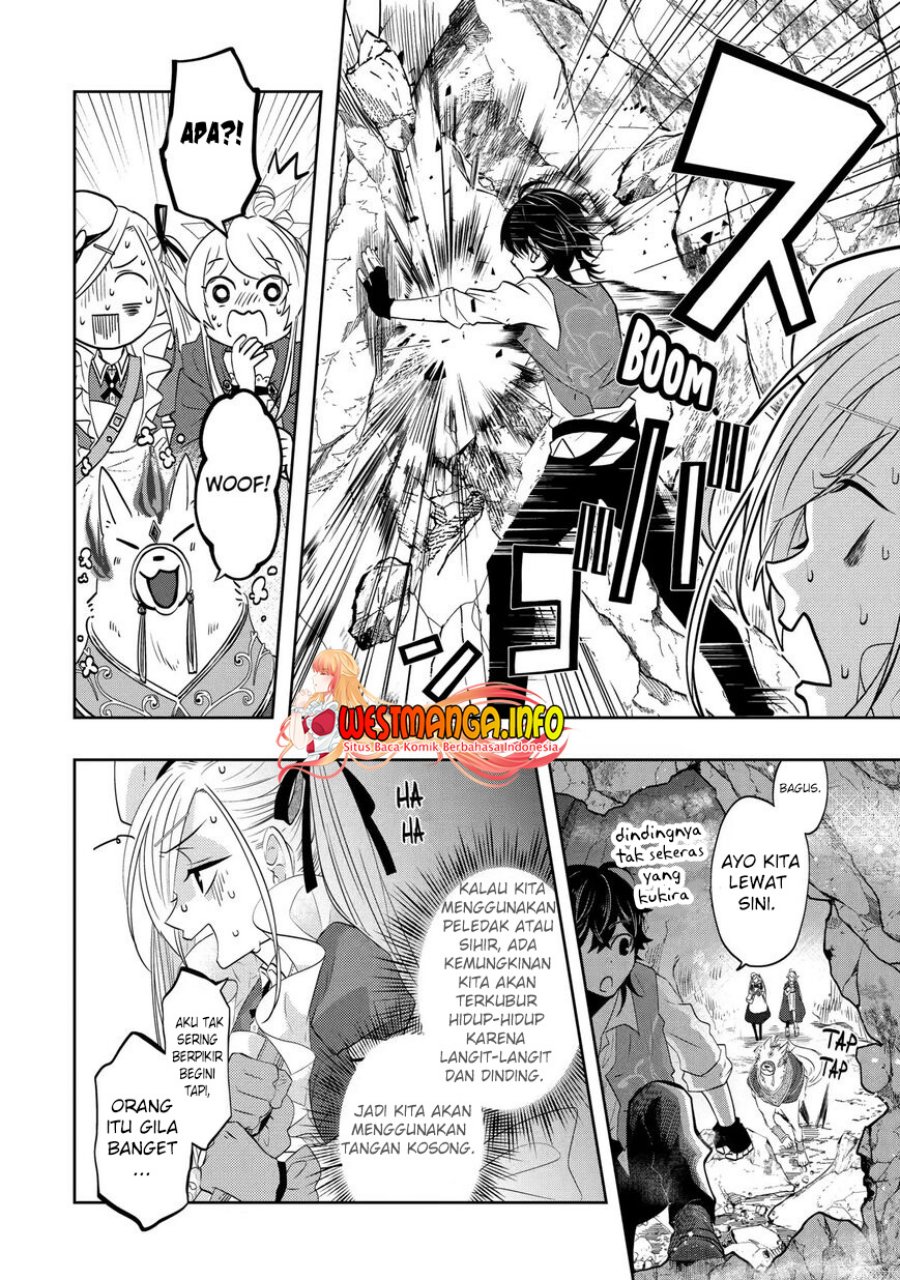 ズ
BOOM.
ゴ
APA?!
WOOF!
WESTMANGA.INFO
Situs Baca Komik Berbahasa Indonesia
BAGUS.
AYO KITA
LEWAT
SINI.
dindingnya
tak sekeras
yang
kukira
TAP
TAP
HA
HA
KALAU KITA
MENGGUNAKAN
PELEDAK ATAU
SIHIR, ADA
KEMUNGKINAN
KITA AKAN
TERKUBUR
HIDUP-HIDUP
KARENA
LANGIT-LANGIT
DAN DINDING.
JADI KITA AKAN
MENGGUNAKAN
TANGAN KOSONG.
AKU TAK
SERING
BERPIKIR
BEGINI
TAPI,
ORANG
ITU GILA
BANGET
...